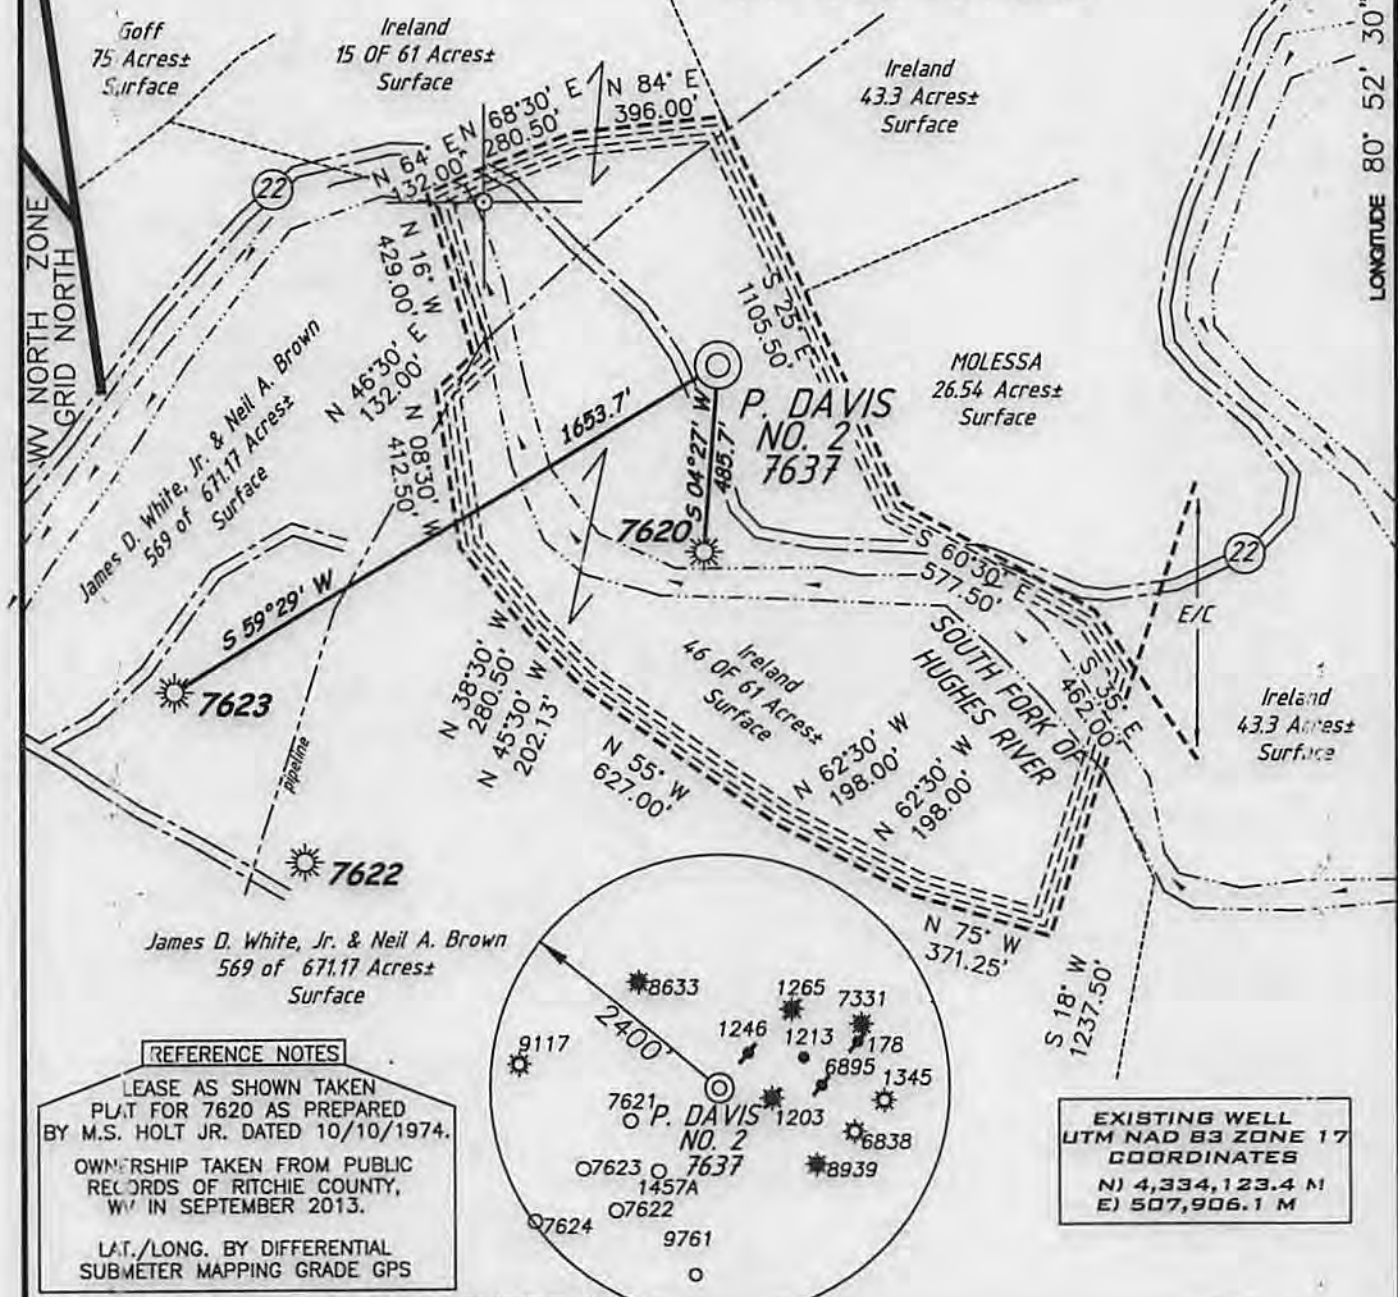 Goff
75 Acres±
Surface
Ireland
15 OF 61 Acres±
Surface
Ireland
43.3 Acres±
Surface
LONGITUDE 80° 52' 30"
N 64° E
132.00'
N 68°30' E
280.50'
N 84° E
396.00'
22
WV NORTH ZONE
GRID NORTH
N 16° W
429.00'
N 46°30' E
132.00'
N 08°30' W
412.50'
S 25° E
1105.50'
James D. White, Jr. & Neil A. Brown
569 of 671.17 Acres±
Surface
1653.7'
S 59°29' W
S 04°27' W
485.7'
P. DAVIS
NO. 2
7637
MOLESSA
26.54 Acres±
Surface
7620
S 60°30' E
577.50'
22
E/C
7623
N 38°30' W
280.50'
N 45°30' W
202.13'
Ireland
46 OF 61 Acres±
Surface
SOUTH FORK OF
HUGHES RIVER
S 35° E
462.00'
Ireland
43.3 Acres±
Surface
pipeline
N 55° W
627.00'
N 62°30' W
198.00'
N 62°30' W
198.00'
7622
N 75° W
371.25'
S 18° W
1237.50'
James D. White, Jr. & Neil A. Brown
569 of 671.17 Acres±
Surface
8633
1265
7331
2400'
1246
1213
178
9117
6895
1345
7621
P. DAVIS
NO. 2
7637
1203
6838
7623
1457A
8939
7622
7624
9761
REFERENCE NOTES
LEASE AS SHOWN TAKEN
PLAT FOR 7620 AS PREPARED
BY M.S. HOLT JR. DATED 10/10/1974.
OWNERSHIP TAKEN FROM PUBLIC
RECORDS OF RITCHIE COUNTY,
WV IN SEPTEMBER 2013.
LAT./LONG. BY DIFFERENTIAL
SUBMETER MAPPING GRADE GPS
EXISTING WELL
UTM NAD 83 ZONE 17
COORDINATES
N) 4,334,123.4 M
E) 507,906.1 M